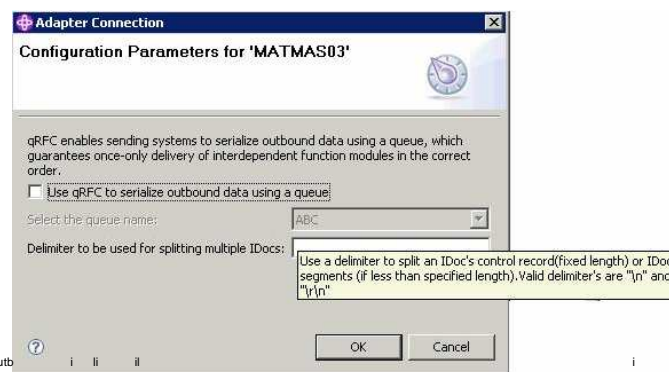 Adapter Connection
Configuration Parameters for 'MATMAS03'
qRFC enables sending systems to serialize outbound data using a queue, which
guarantees once-only delivery of interdependent function modules in the correct
order.
Use qRFC to serialize outbound data using a queue
Select the queue name:
ABC
Delimiter to be used for splitting multiple IDocs:
Use a delimiter to split an IDoc's control record(fixed length) or IDoc
segments (if less than specified length).Valid delimiter's are "\n" and
"\r\n"
OK
Cancel